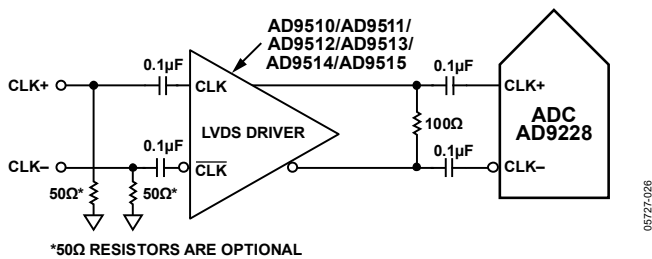 AD9510/AD9511/
AD9512/AD9513/
AD9514/AD9515
0.1µF
0.1µF
CLK+
CLK
CLK+
ADC
AD9228
LVDS DRIVER
100Ω
0.1µF
0.1µF
CLK–
CLK
CLK–
50Ω*
50Ω*
*50Ω RESISTORS ARE OPTIONAL
05727-026